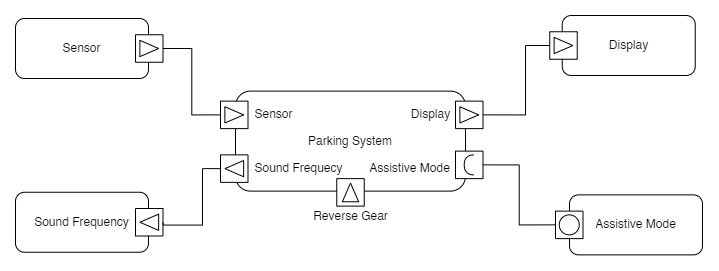 Sensor
Display
Sensor
Display
Parking System
Sound Frequecy
Assistive Mode
Reverse Gear
Sound Frequency
Assistive Mode